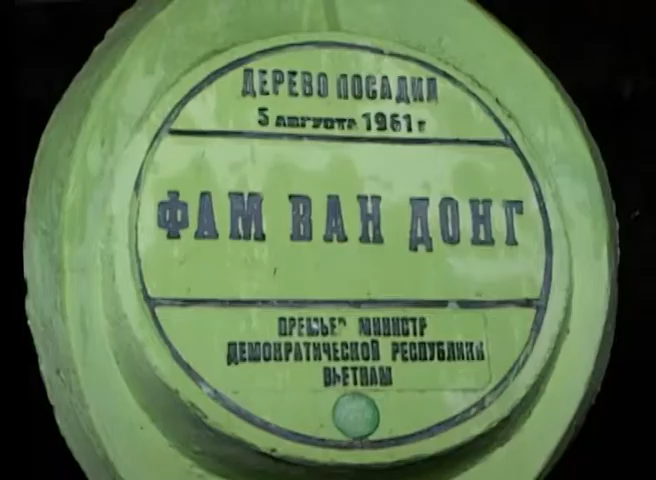 ДЕРЕВО ПОСАДИЛ
5 августа 1961 г
ФАМ ВАН ДОНГ
ПРЕМЬЕР МИНИСТР
ДЕМОКРАТИЧЕСКОЙ РЕСПУБЛИКИ
ВЬЕТНАМ